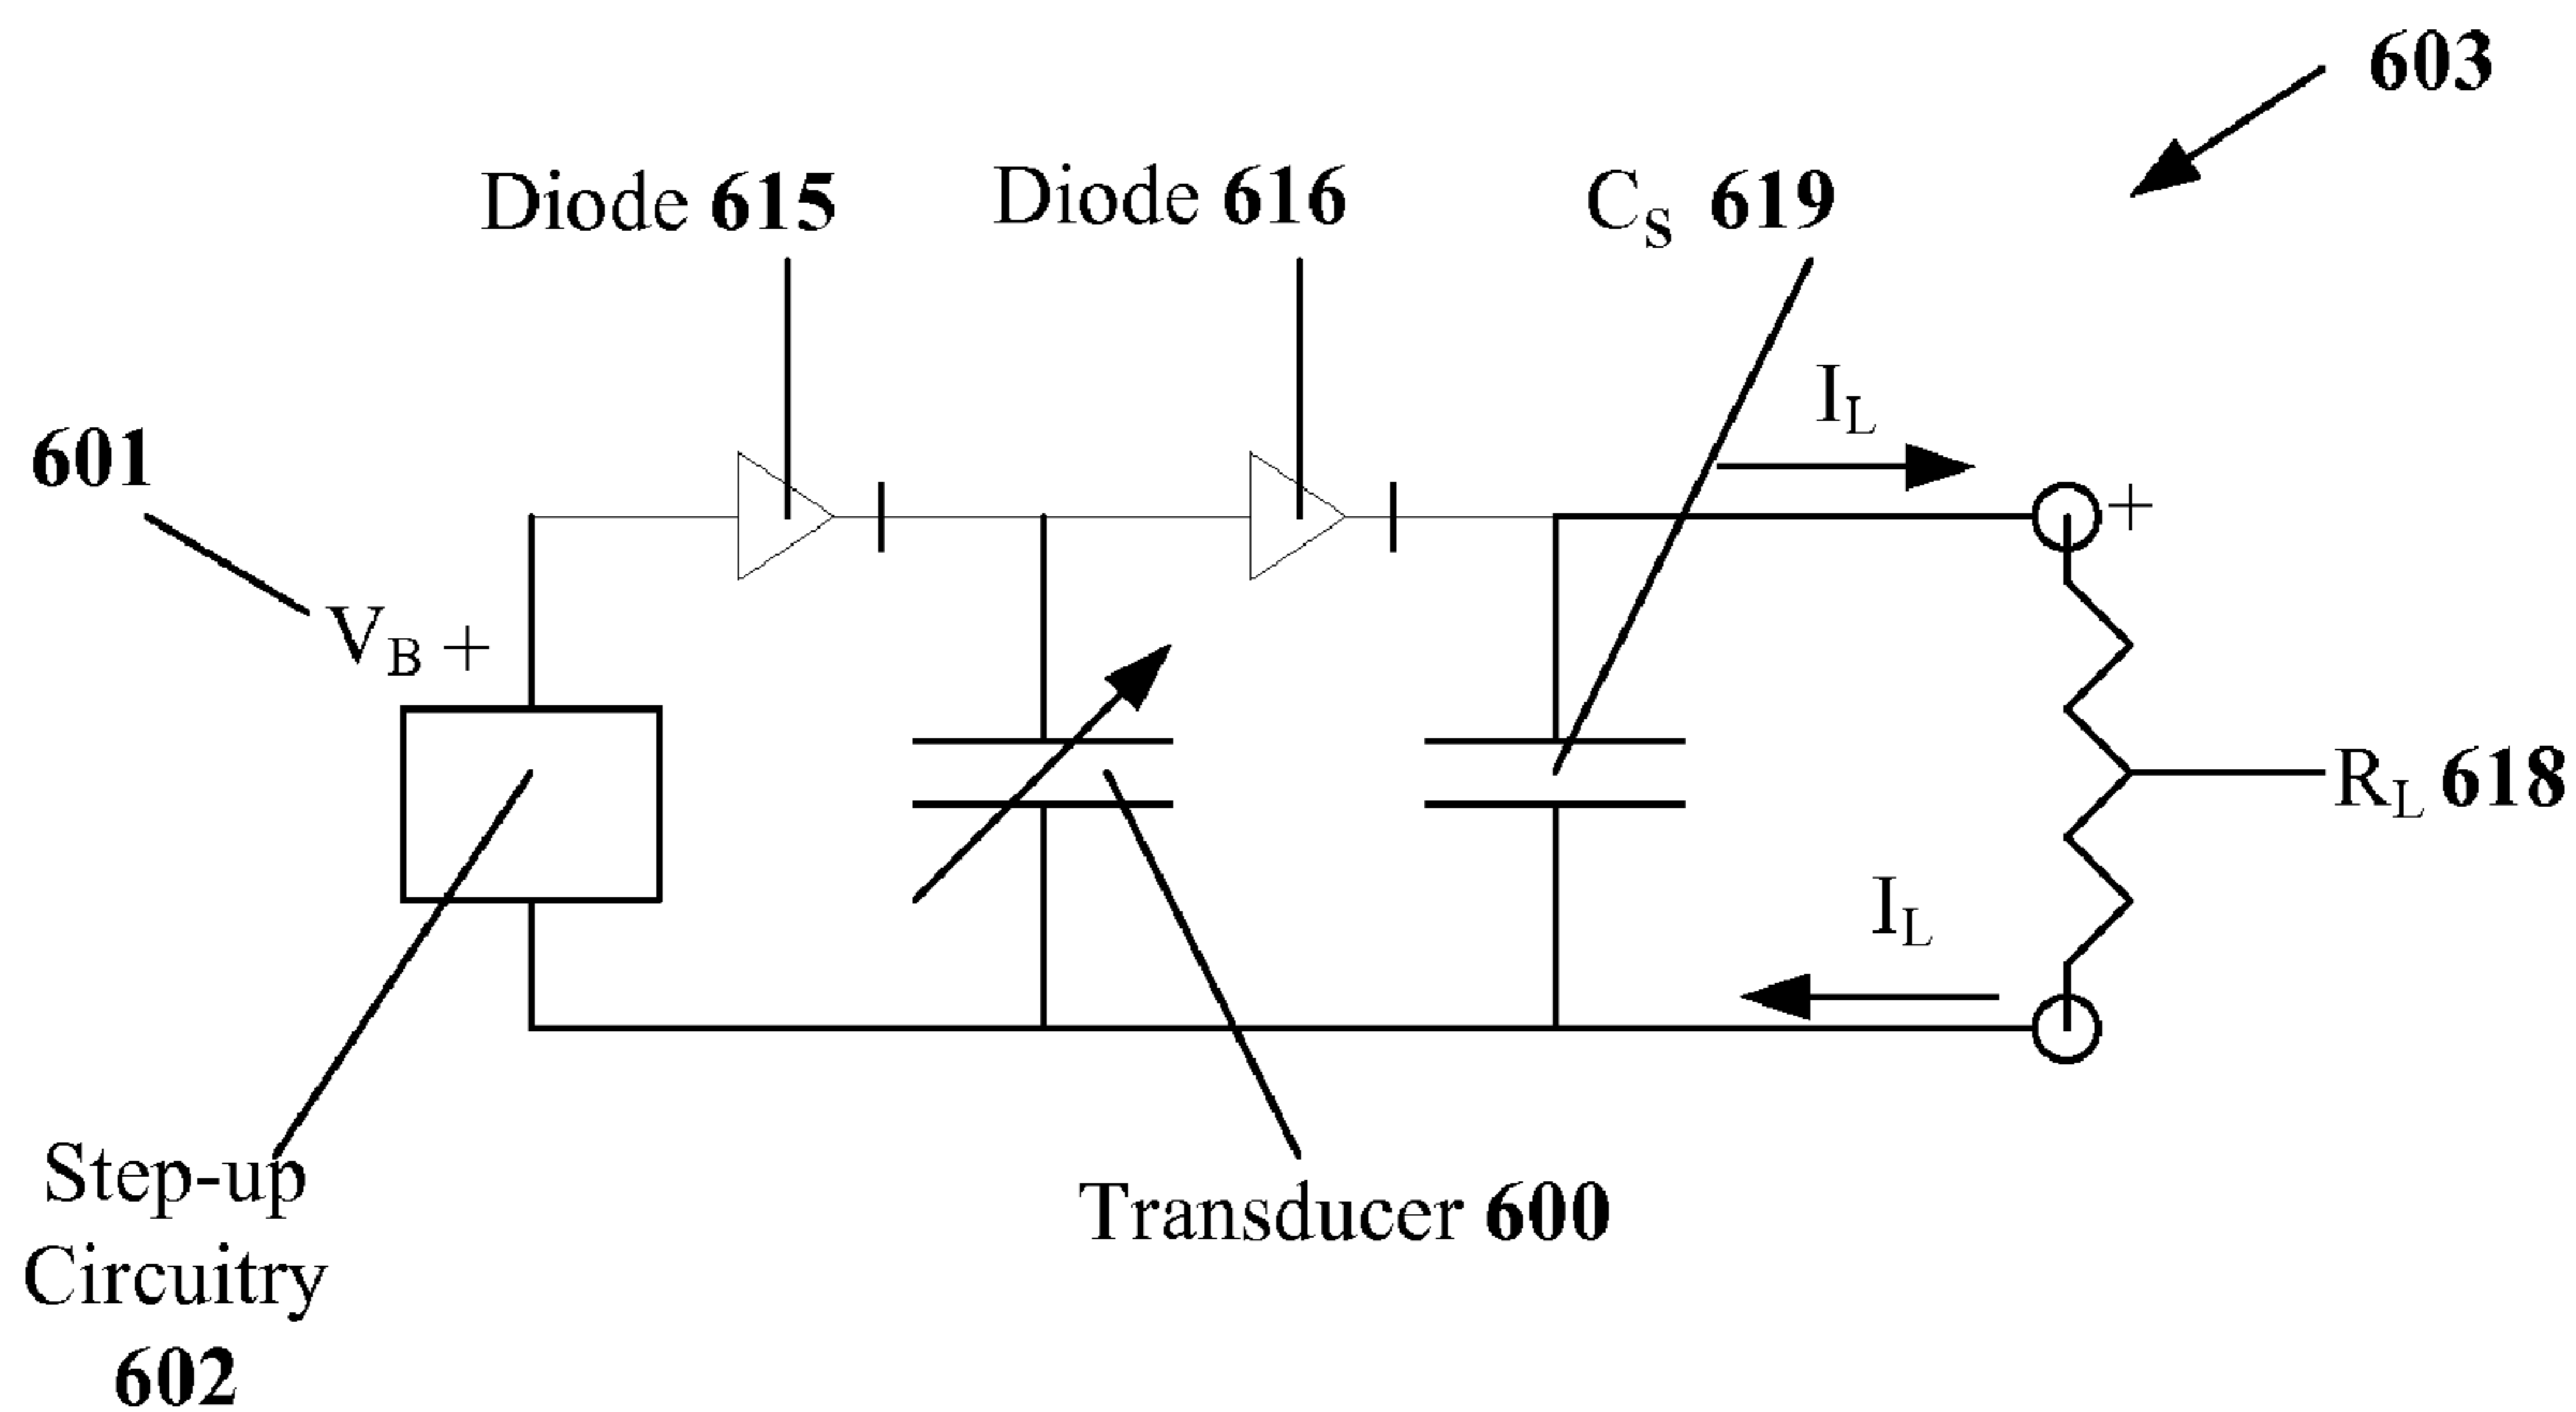 603
Diode 615
Diode 616
CS 619
IL
601
+
VB +
RL 618
IL
Step-up
Circuitry
602
Transducer 600